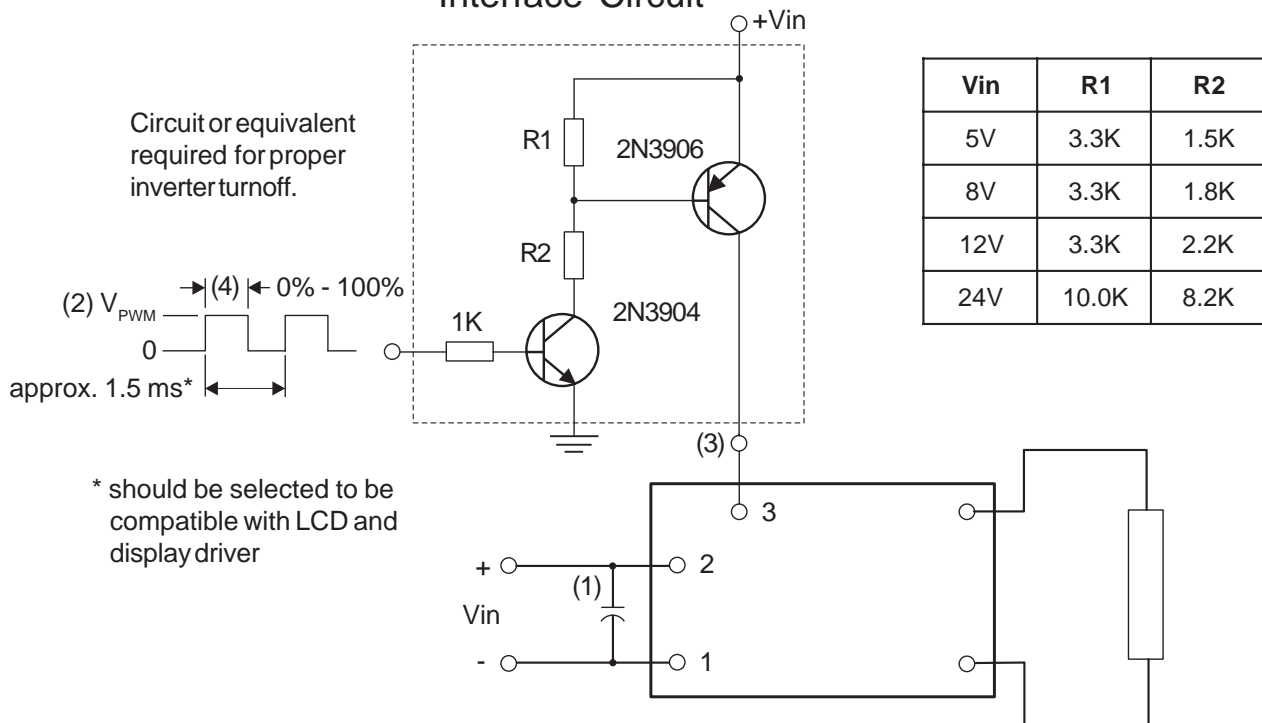 Interface Circuit
+Vin
Circuit or equivalent
required for proper
inverter turnoff.
R1
2N3906
R2
2N3904
1K
(2) VPWM
(4)
0% - 100%
0
approx. 1.5 ms*
* should be selected to be
compatible with LCD and
display driver
(3)
3
+
2
(1)
Vin
-
1
Vin R1 R2
5V 3.3K 1.5K
8V 3.3K 1.8K
12V 3.3K 2.2K
24V 10.0K 8.2K